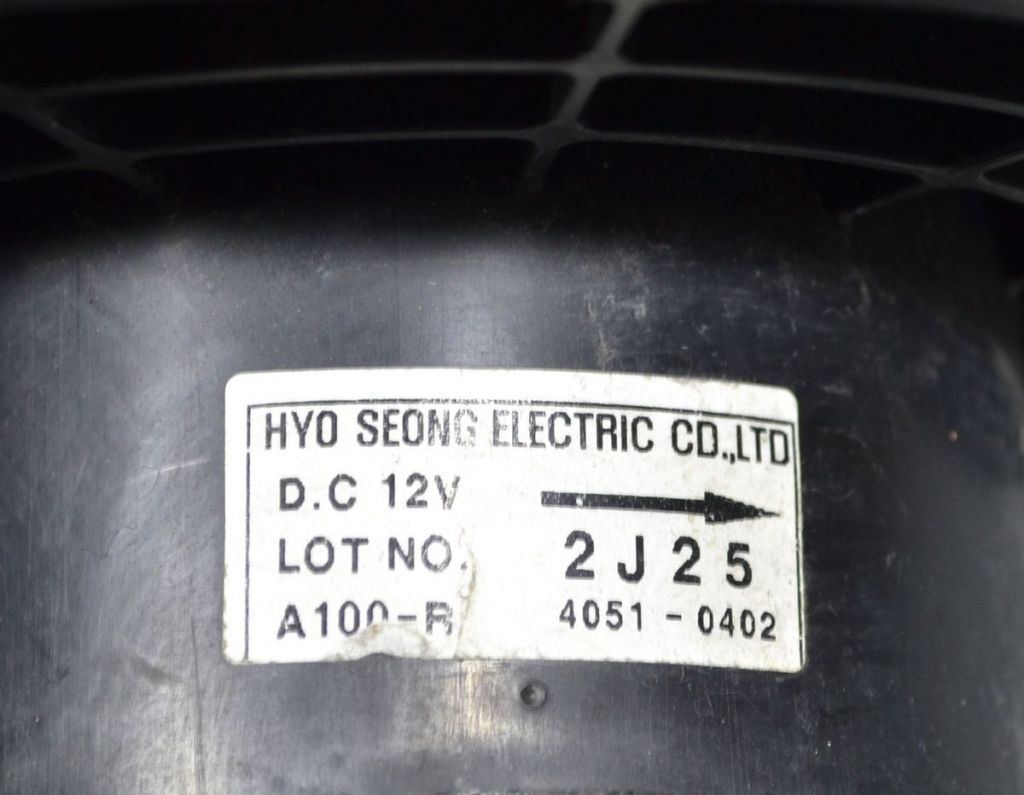 HYO SEONG ELECTRIC CO.,LTD
D.C 12V
LOT NO. 2J25
A100-R 4051-0402